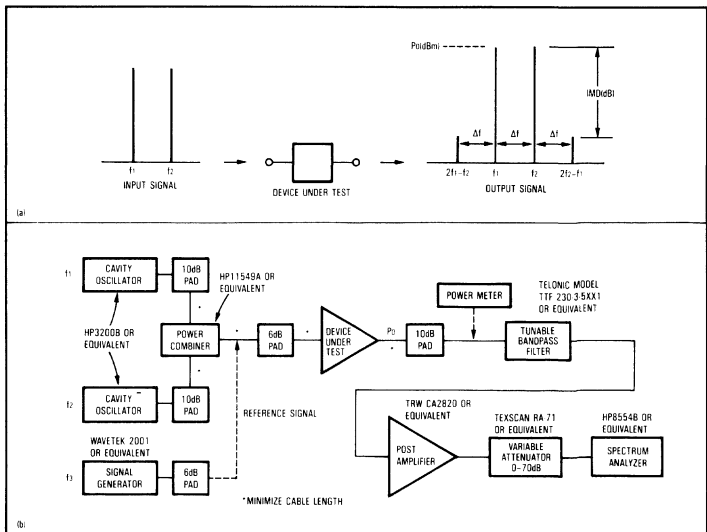 Po(dBm)
IMD(dB)
Δf Δf Δf
f1 f2
INPUT SIGNAL
DEVICE UNDER TEST
2f1-f2 f1 f2 2f2-f1
OUTPUT SIGNAL
(a)
f1
CAVITY
OSCILLATOR
10dB
PAD
HP11549A OR
EQUIVALENT
HP3200B OR
EQUIVALENT
POWER
COMBINER
6dB
PAD
DEVICE
UNDER
TEST
PO
10dB
PAD
POWER METER
TELONIC MODEL
TTF 230-3-5XX1
OR EQUIVALENT
TUNABLE
BANDPASS
FILTER
f2
CAVITY
OSCILLATOR
10dB
PAD
REFERENCE SIGNAL
WAVETEK 2001
OR EQUIVALENT
f3
SIGNAL
GENERATOR
6dB
PAD
*MINIMIZE CABLE LENGTH
TRW CA2820 OR
EQUIVALENT
POST
AMPLIFIER
TEXSCAN RA-71
OR EQUIVALENT
VARIABLE
ATTENUATOR
0-70dB
HP8554B OR
EQUIVALENT
SPECTRUM
ANALYZER
(b)